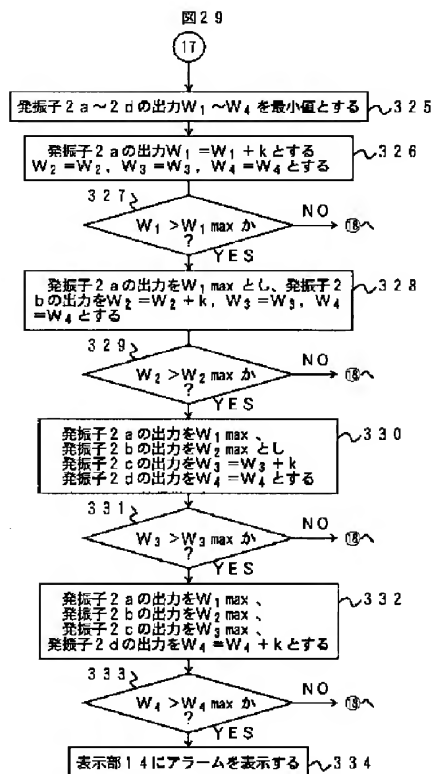 図29
17
発振子2a~2dの出力W₁~W₄を最小値とする
325
発振子2aの出力W₁=W₁+kとする
W₂=W₂, W₃=W₃, W₄=W₄とする
326
327
W₁>W₁maxか
?
NO
YES
発振子2aの出力をW₁maxとし、発振子2
bの出力をW₂=W₂+k, W₃=W₃, W₄
=W₄とする
328
329
W₂>W₂maxか
?
NO
YES
発振子2aの出力をW₁max、
発振子2bの出力をW₂maxとし
発振子2cの出力をW₃=W₃+k
発振子2dの出力をW₄=W₄とする
330
331
W₃>W₃maxか
?
NO
YES
発振子2aの出力をW₁max、
発振子2bの出力をW₂max、
発振子2cの出力をW₃max、
発振子2dの出力をW₄=W₄+kとする
332
333
W₄>W₄maxか
?
NO
YES
表示部14にアラームを表示する
334